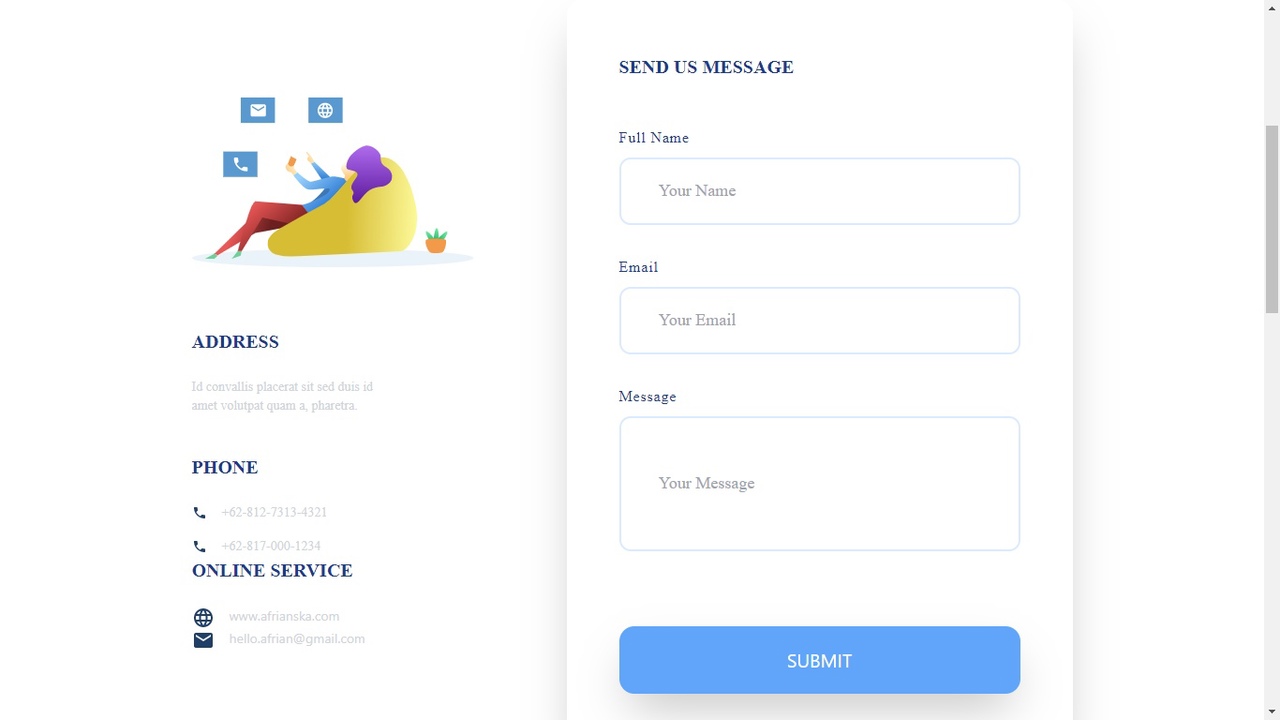 ADDRESS
Id convallis placerat sit sed duis id
amet volutpat quam a, pharetra.
PHONE
+62-812-7313-4321
+62-817-000-1234
ONLINE SERVICE
www.afrianska.com
hello.afrian@gmail.com
SEND US MESSAGE
Full Name
Your Name
Email
Your Email
Message
Your Message
SUBMIT